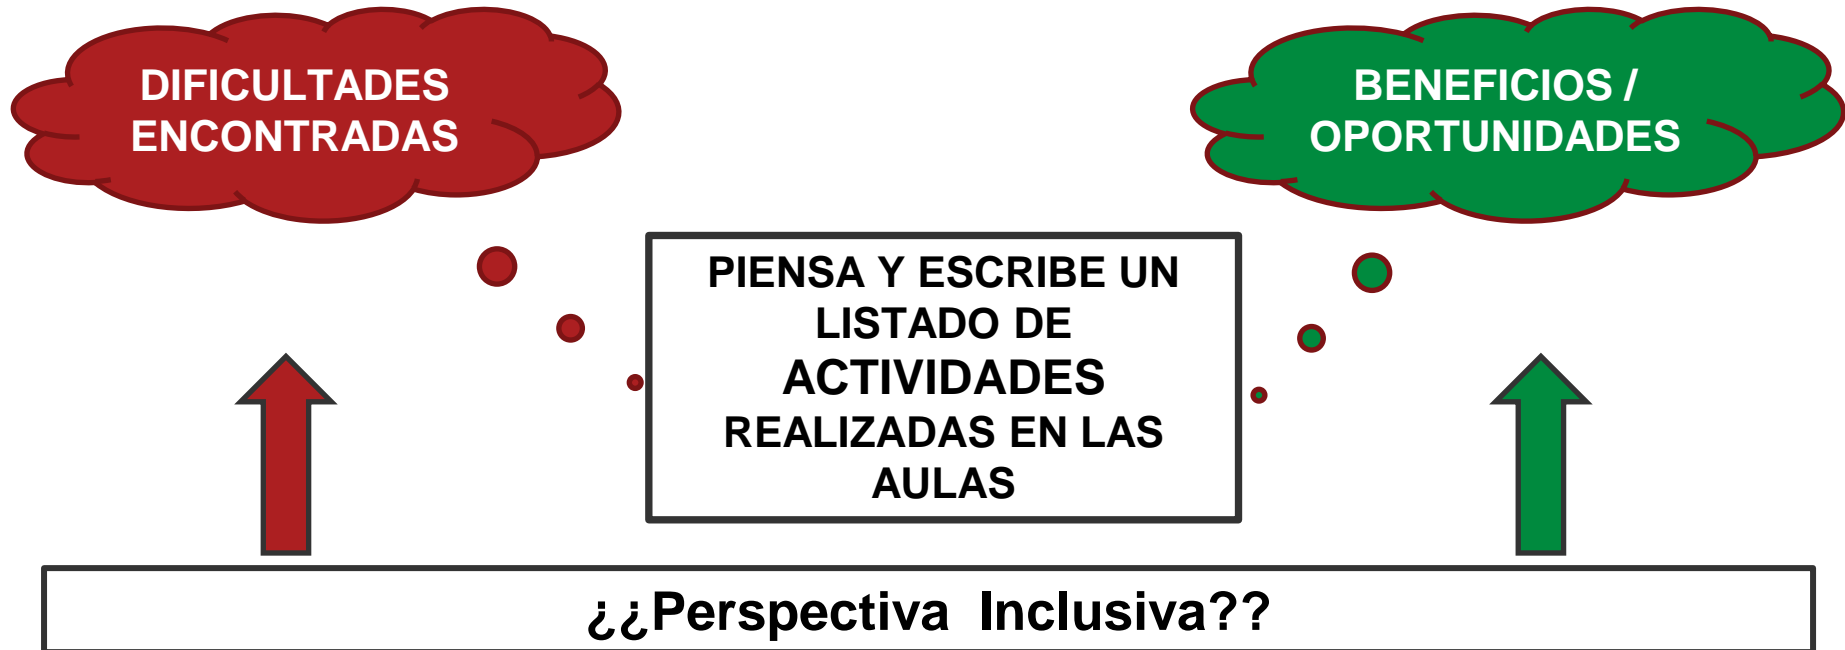 DIFICULTADES
ENCONTRADAS
BENEFICIOS /
OPORTUNIDADES
PIENSA Y ESCRIBE UN
LISTADO DE
ACTIVIDADES
REALIZADAS EN LAS
AULAS
¿¿Perspectiva Inclusiva??